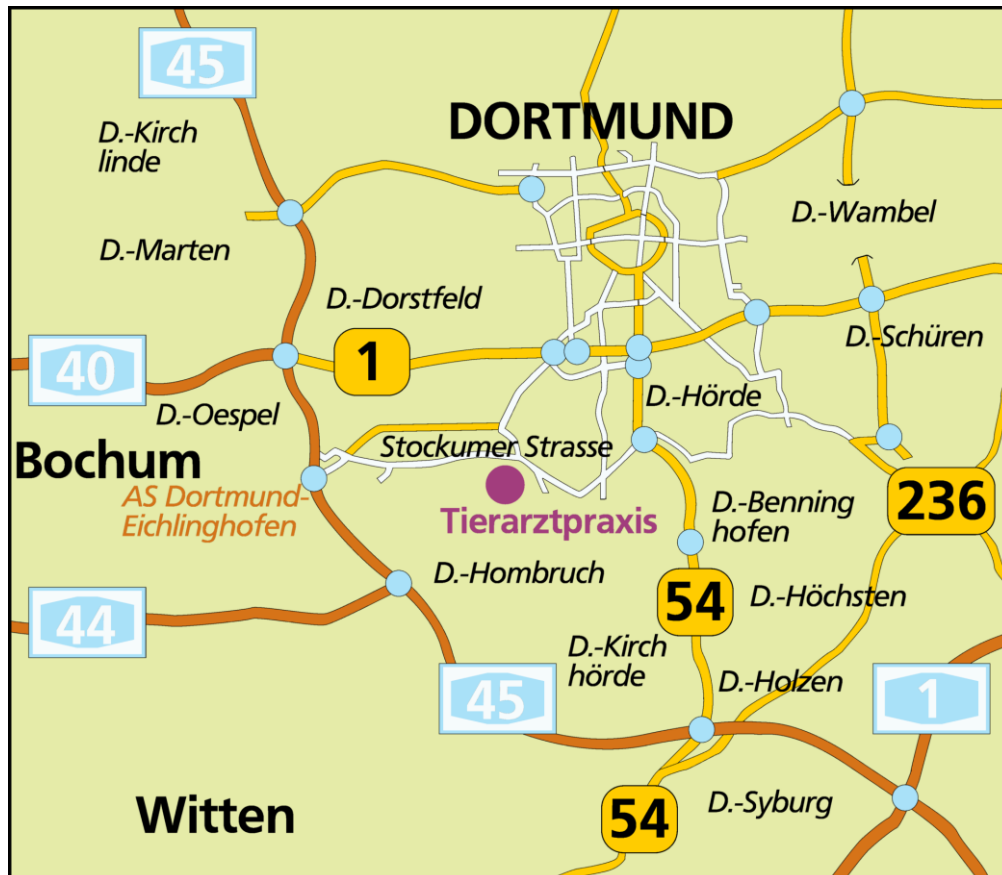 45
DORTMUND
D.-Kirch
linde
D.-Wambel
D.-Marten
D.-Dorstfeld
1
D.-Schüren
40
D.-Oespel
D.-Hörde
Bochum
Stockumer Strasse
AS Dortmund-
Eichlinghofen
Tierarztpraxis
236
D.-Benning
hofen
D.-Hombruch
54
D.-Höchsten
44
D.-Kirch
hörde
45
D.-Holzen
1
Witten
54
D.-Syburg